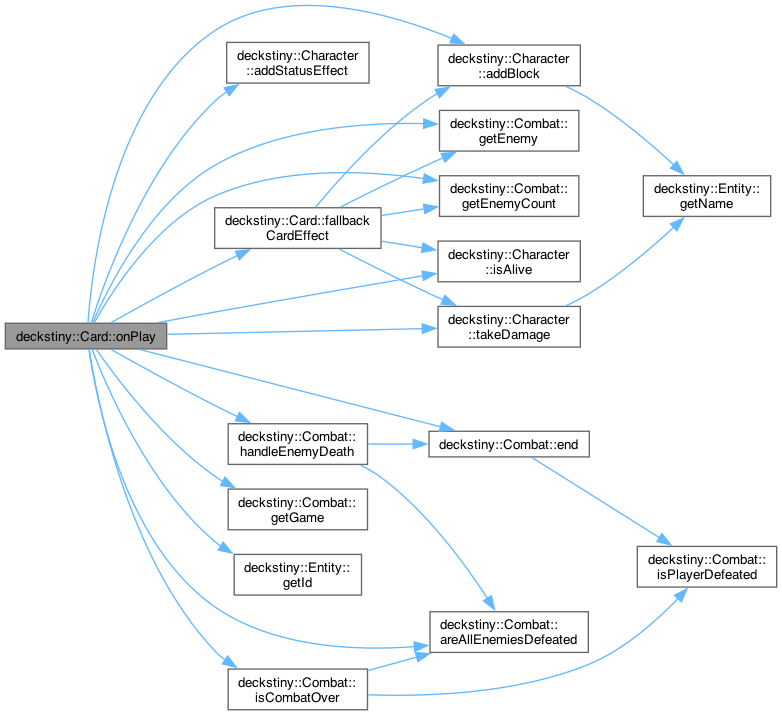 deckstiny::Card::onPlay
deckstiny::Character
::addStatusEffect
deckstiny::Card::fallback
CardEffect
deckstiny::Combat::
handleEnemyDeath
deckstiny::Combat::
getGame
deckstiny::Entity::
getId
deckstiny::Combat::
isCombatOver
deckstiny::Character
::addBlock
deckstiny::Combat::
getEnemy
deckstiny::Combat::
getEnemyCount
deckstiny::Character
::isAlive
deckstiny::Character
::takeDamage
deckstiny::Combat::end
deckstiny::Combat::
areAllEnemiesDefeated
deckstiny::Entity::
getName
deckstiny::Combat::
isPlayerDefeated